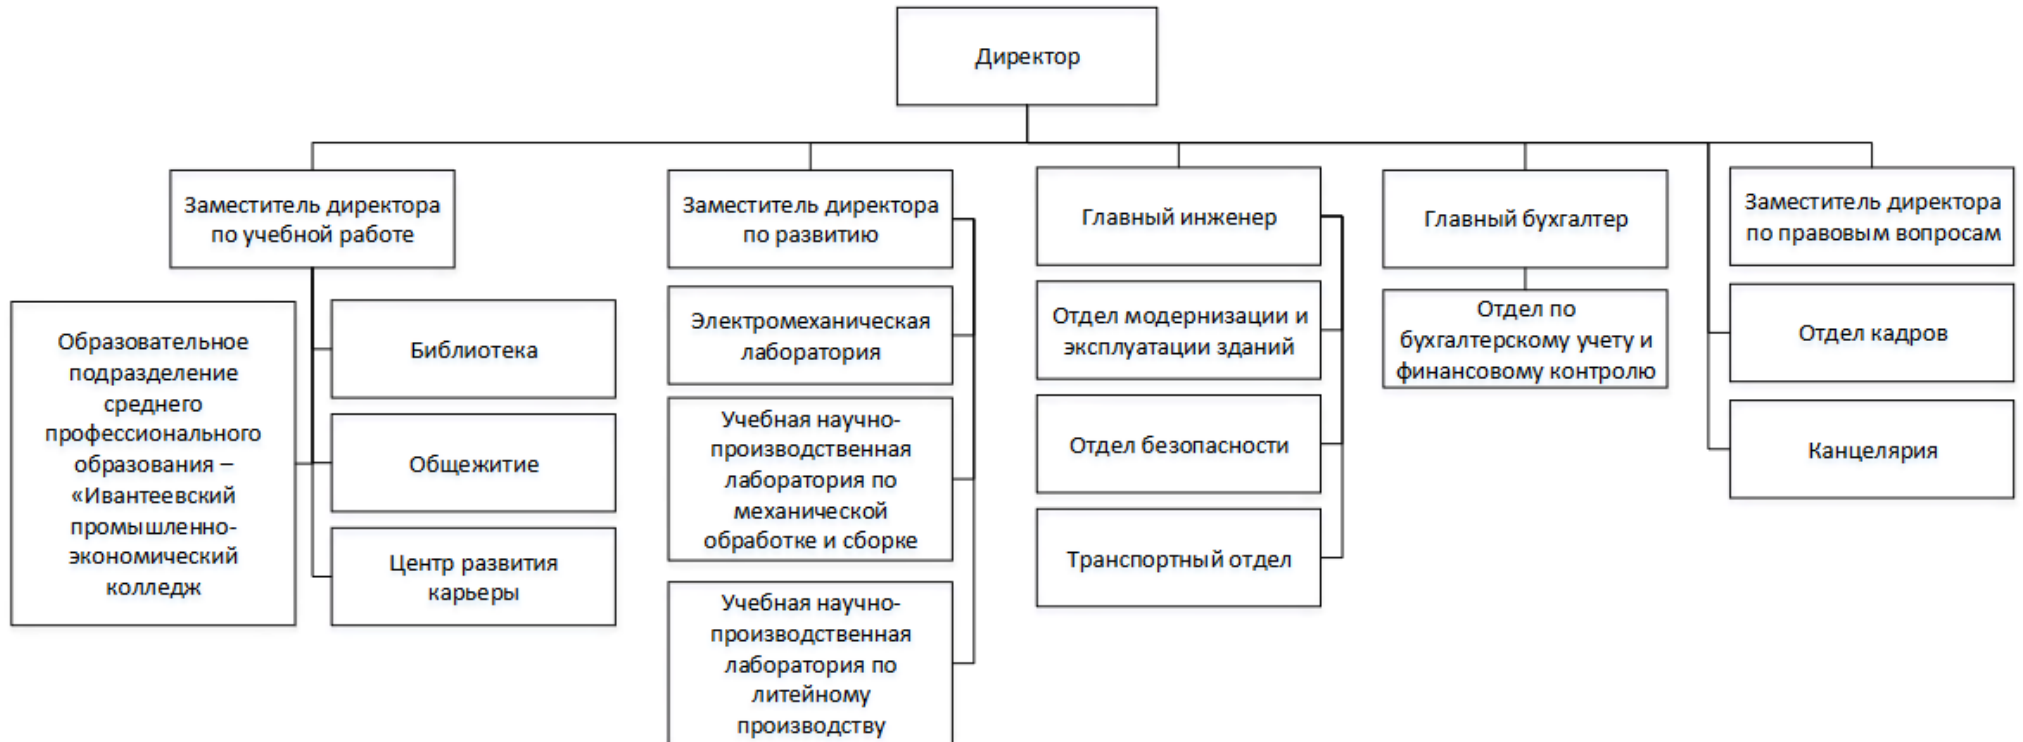 Директор
Заместитель директора
по учебной работе
Заместитель директора
по развитию
Главный инженер
Главный бухгалтер
Заместитель директора
по правовым вопросам
Образовательное
подразделение
среднего
профессионального
образования –
«Ивантеевский
промышленно-
экономический
колледж
Библиотека
Общежитие
Центр развития
карьеры
Электромеханическая
лаборатория
Учебная научно-
производственная
лаборатория по
механической
обработке и сборке
Учебная научно-
производственная
лаборатория по
литейному
производству
Отдел модернизации и
эксплуатации зданий
Отдел безопасности
Транспортный отдел
Отдел по
бухгалтерскому учету и
финансовому контролю
Отдел кадров
Канцелярия